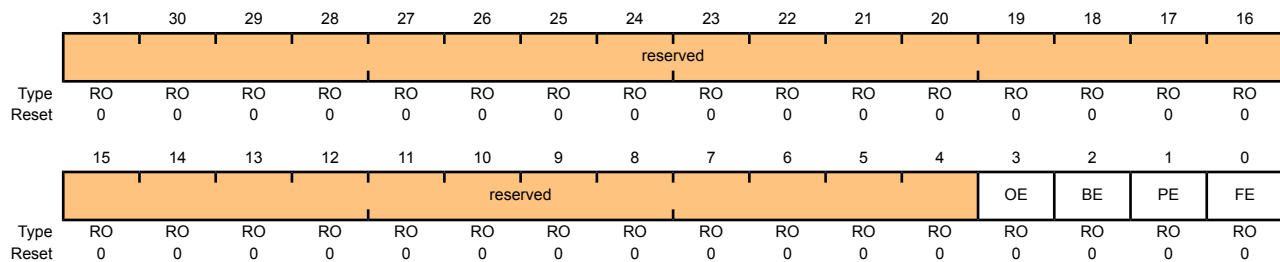 31 30 29 28 27 26 25 24 23 22 21 20 19 18 17 16
reserved
Type RO RO RO RO RO RO RO RO RO RO RO RO RO RO RO RO
Reset 0 0 0 0 0 0 0 0 0 0 0 0 0 0 0 0
15 14 13 12 11 10 9 8 7 6 5 4 3 2 1 0
reserved OE BE PE FE
Type RO RO RO RO RO RO RO RO RO RO RO RO RO RO RO RO
Reset 0 0 0 0 0 0 0 0 0 0 0 0 0 0 0 0